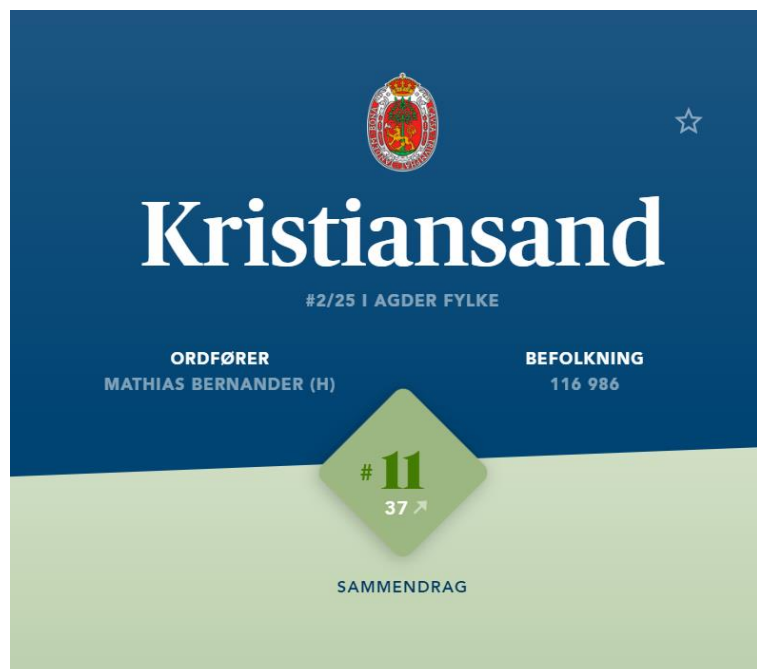 Kristiansand
#2/25 I AGDER FYLKE
ORDFØRER
MATHIAS BERNANDER (H)
BEFOLKNING
116 986
# 11
37 ↗
SAMMENDRAG